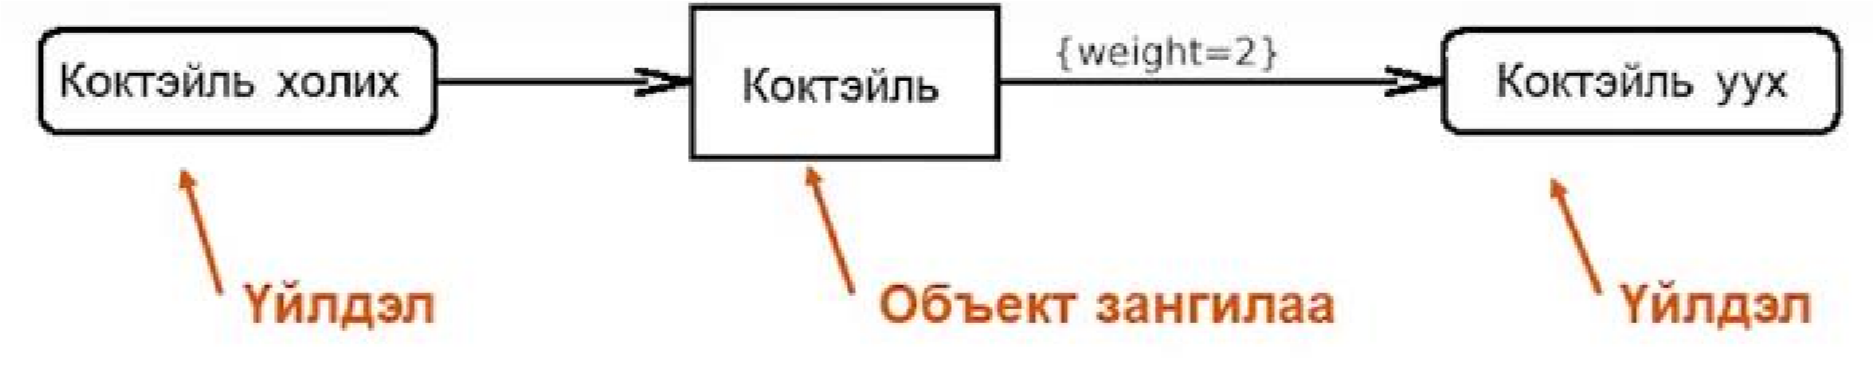 {weight=2}
Коктэйль холих
Коктэйль
Коктэйль уух
Үйлдэл
Объект зангилаа
Үйлдэл